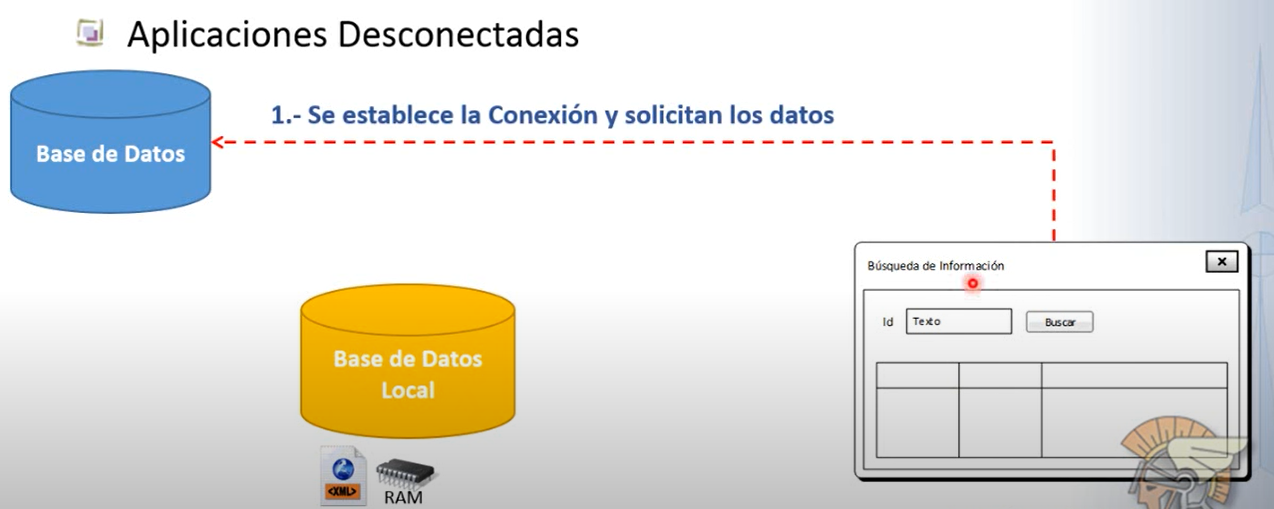 Aplicaciones Desconectadas
1.- Se establece la Conexión y solicitan los datos
Base de Datos
Búsqueda de Información
x
Id
Texto
Buscar
Base de Datos
Local
<XML>
RAM